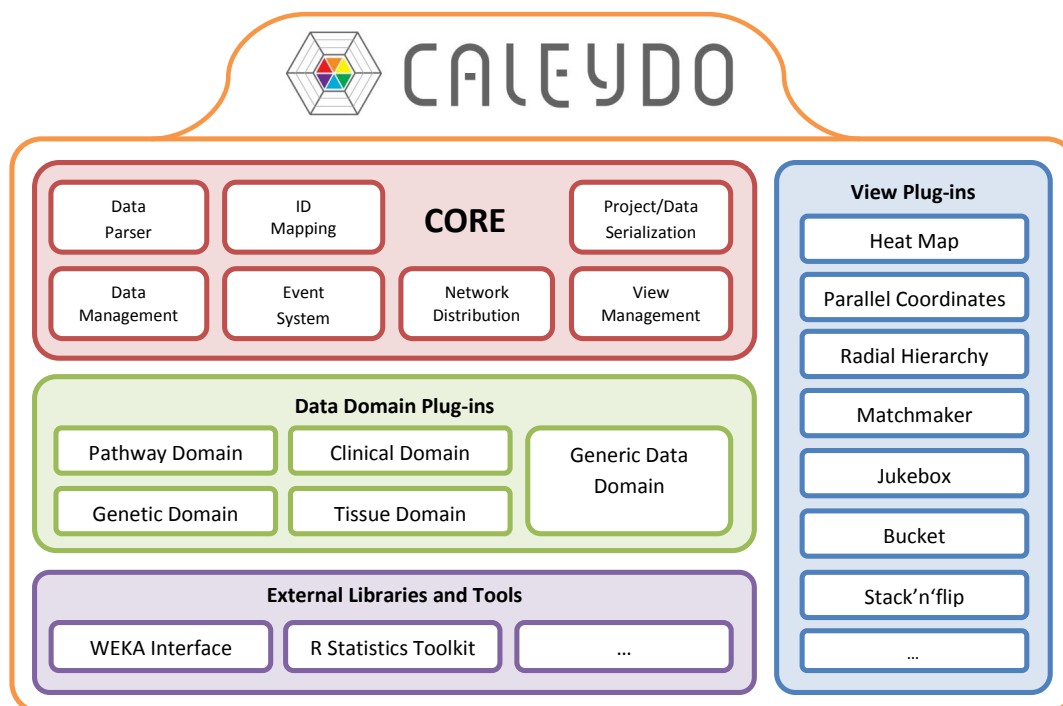 CALEYDO
CORE
Data
Parser
ID
Mapping
Project/Data
Serialization
Data
Management
Event
System
Network
Distribution
View
Management
Data Domain Plug-ins
Pathway Domain
Clinical Domain
Generic Data
Domain
Genetic Domain
Tissue Domain
External Libraries and Tools
WEKA Interface
R Statistics Toolkit
...
View Plug-ins
Heat Map
Parallel Coordinates
Radial Hierarchy
Matchmaker
Jukebox
Bucket
Stack’n‘flip
...